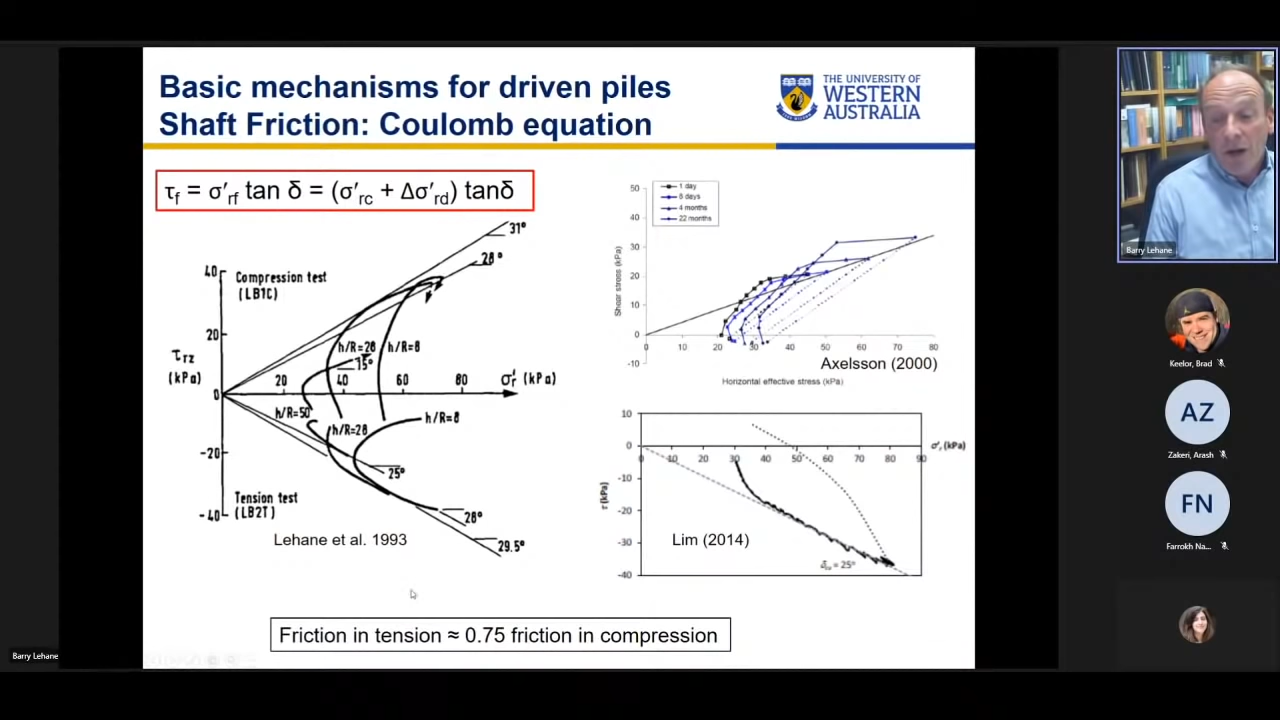 Basic mechanisms for driven piles
Shaft Friction: Coulomb equation
THE UNIVERSITY OF
WESTERN
AUSTRALIA
τf = σ′rf tan δ = (σ′rc + Δσ′rd) tanδ
31°
28°
40
Compression test
(LB1C)
20
h/R=28
h/R=8
15°
τrz
(kPa)
0
20
40
60
80
σ′r (kPa)
h/R=50
h/R=28
h/R=8
-20
25°
Tension test
(LB2T)
-40
28°
29.5°
Lehane et al. 1993
1 day
8 days
4 months
22 months
50
40
30
20
10
0
-10
Shear stress (kPa)
0 10 20 30 40 50 60 70 80
Axelsson (2000)
Horizontal effective stress (kPa)
10
0
-10
-20
-30
-40
τ (kPa)
0 10 20 30 40 50 60 70 80 90
σ′r (kPa)
Lim (2014)
δcv = 25°
Friction in tension ≈ 0.75 friction in compression
Barry Lehane
Barry Lehane
Keelor, Brad
AZ
Zakeri, Arash
FN
Farrokh Na...